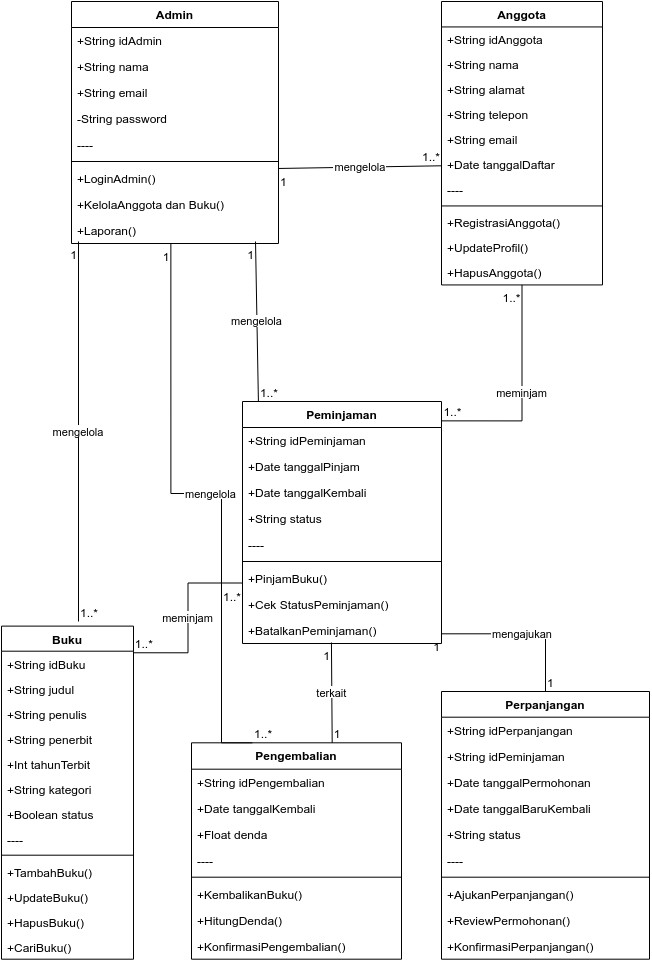 Admin
+String idAdmin
+String nama
+String email
-String password
----
+LoginAdmin()
+KelolaAnggota dan Buku()
+Laporan()
Anggota
+String idAnggota
+String nama
+String alamat
+String telepon
+String email
+Date tanggalDaftar
----
+RegistrasiAnggota()
+UpdateProfil()
+HapusAnggota()
1
mengelola
1..*
1
mengelola
1..*
1
mengelola
1..*
1
mengelola
1..*
1..*
meminjam
1..*
Peminjaman
+String idPeminjaman
+Date tanggalPinjam
+Date tanggalKembali
+String status
----
+PinjamBuku()
+Cek StatusPeminjaman()
+BatalkanPeminjaman()
1..*
meminjam
1..*
1
terkait
1
1
mengajukan
1
Buku
+String idBuku
+String judul
+String penulis
+String penerbit
+Int tahunTerbit
+String kategori
+Boolean status
----
+TambahBuku()
+UpdateBuku()
+HapusBuku()
+CariBuku()
Pengembalian
+String idPengembalian
+Date tanggalKembali
+Float denda
----
+KembalikanBuku()
+HitungDenda()
+KonfirmasiPengembalian()
Perpanjangan
+String idPerpanjangan
+String idPeminjaman
+Date tanggalPermohonan
+Date tanggalBaruKembali
+String status
----
+AjukanPerpanjangan()
+ReviewPermohonan()
+KonfirmasiPerpanjangan()